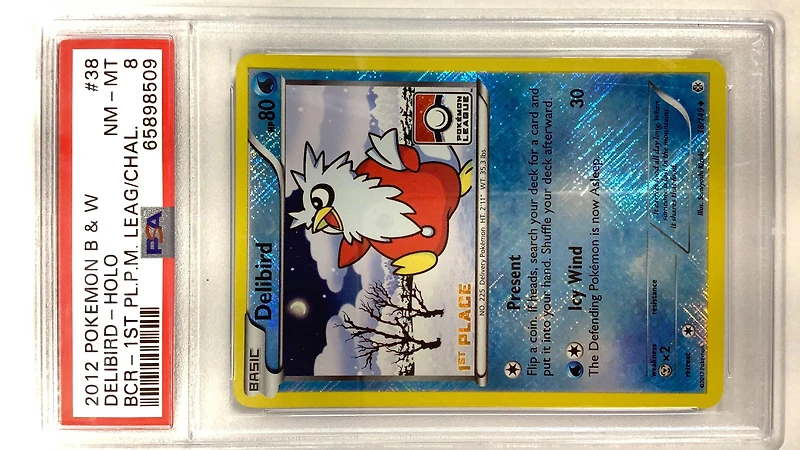 2012 POKEMON B & W #38
DELIBIRD-HOLO NM - MT
BCR-1ST PL.P.M. LEAG/CHAL. 8
65898509
PSA
BASIC
Delibird
HP80
POKÉMON
LEAGUE
1ST PLACE
NO. 225 Delivery Pokémon HT: 2'11" WT: 35.3 lbs.
Present
Flip a coin. If heads, search your deck for a card and
put it into your hand. Shuffle your deck afterward.
Icy Wind 30
The Defending Pokémon is now Asleep.
weakness
×2
resistance
retreat
38/149